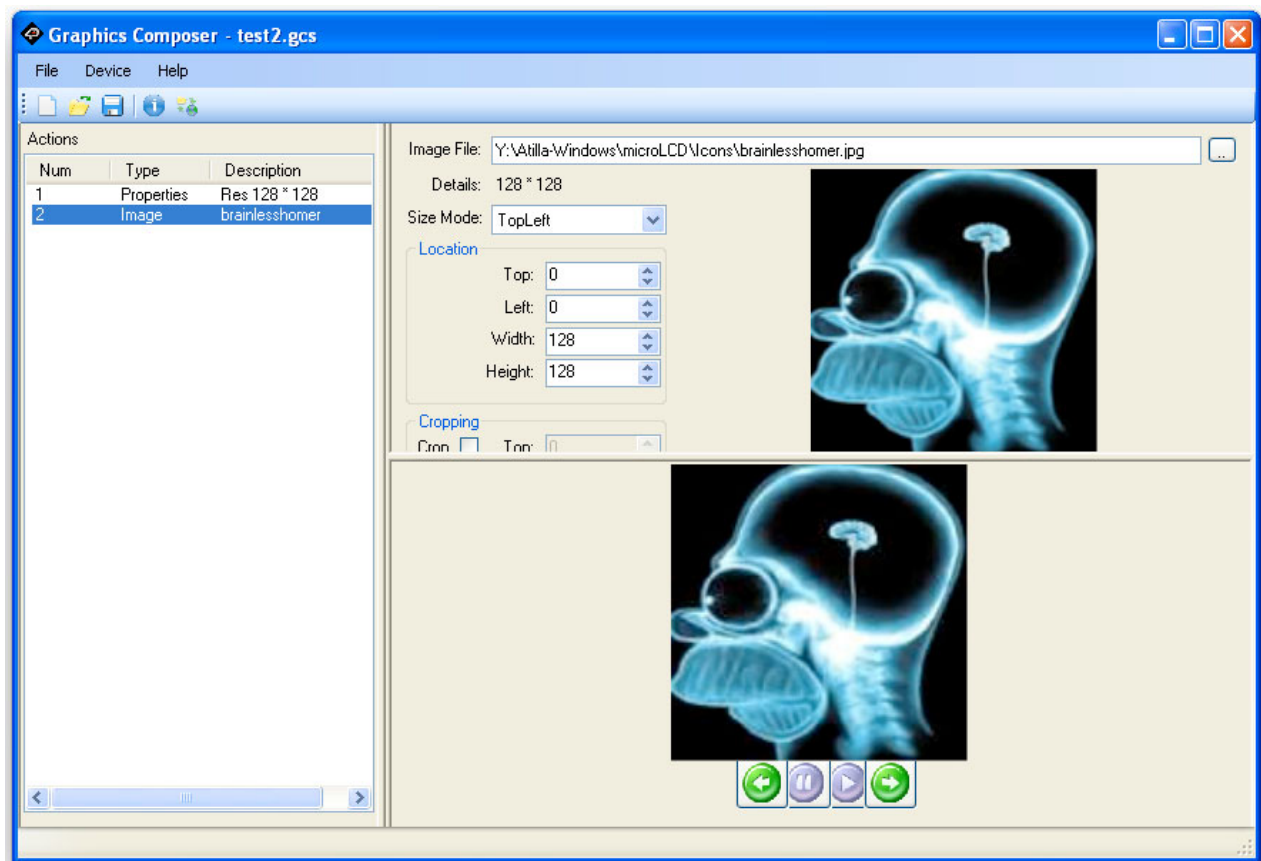 Graphics Composer - test2.gcs
File Device Help
Actions
Num Type Description
1 Properties Res 128 * 128
2 Image brainlesshomer
Image File: Y:\Atilla-Windows\microLCD\Icons\brainlesshomer.jpg ..
Details: 128 * 128
Size Mode: TopLeft
Location
Top: 0
Left: 0
Width: 128
Height: 128
Cropping
Crop Top: 0